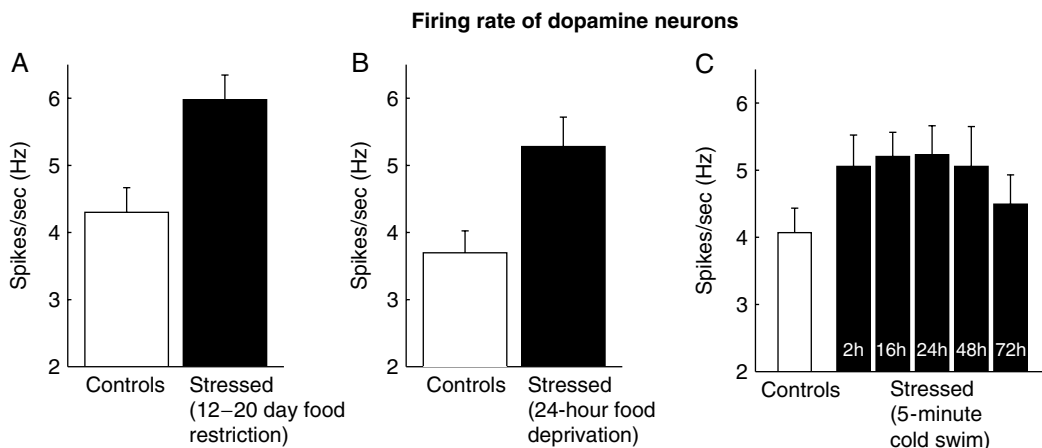 Firing rate of dopamine neurons
A
Spikes/sec (Hz)
6
5
4
3
2
Controls
Stressed
(12–20 day food
restriction)
B
Spikes/sec (Hz)
6
5
4
3
2
Controls
Stressed
(24-hour food
deprivation)
C
Spikes/sec (Hz)
6
5
4
3
2
2h 16h 24h 48h 72h
Controls
Stressed
(5-minute
cold swim)